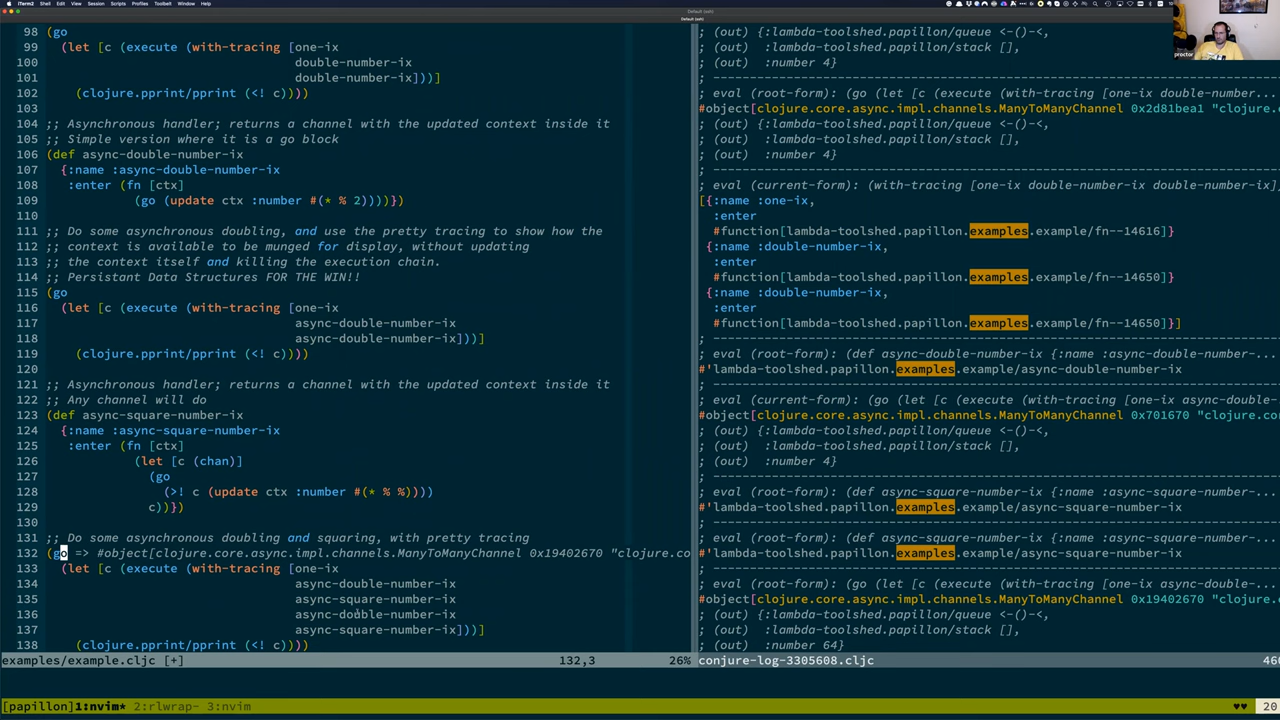 iTerm2 Shell Edit View Session Scripts Profiles Toolbelt Window Help
Default (ssh)
Default (ssh)
proctor
98 (go
99   (let [c (execute (with-tracing [one-ix
100                                   double-number-ix
101                                   double-number-ix]))]
102     (clojure.pprint/pprint (<! c))))
103
104 ;; Asynchronous handler; returns a channel with the updated context inside it
105 ;; Simple version where it is a go block
106 (def async-double-number-ix
107   {:name :async-double-number-ix
108    :enter (fn [ctx]
109             (go (update ctx :number #(* % 2))))})
110
111 ;; Do some asynchronous doubling, and use the pretty tracing to show how the
112 ;; context is available to be munged for display, without updating
113 ;; the context itself and killing the execution chain.
114 ;; Persistant Data Structures FOR THE WIN!!
115 (go
116   (let [c (execute (with-tracing [one-ix
117                                   async-double-number-ix
118                                   async-double-number-ix]))]
119     (clojure.pprint/pprint (<! c))))
120
121 ;; Asynchronous handler; returns a channel with the updated context inside it
122 ;; Any channel will do
123 (def async-square-number-ix
124   {:name :async-square-number-ix
125    :enter (fn [ctx]
126             (let [c (chan)]
127               (go
128                 (>! c (update ctx :number #(* % %))))
129               c))})
130
131 ;; Do some asynchronous doubling and squaring, with pretty tracing
132 (go => #object[clojure.core.async.impl.channels.ManyToManyChannel 0x19402670 "clojure.co
133   (let [c (execute (with-tracing [one-ix
134                                   async-double-number-ix
135                                   async-square-number-ix
136                                   async-double-number-ix
137                                   async-square-number-ix]))]
138     (clojure.pprint/pprint (<! c))))
examples/example.cljc [+] 132,3 26%
; (out) {:lambda-toolshed.papillon/queue <-()-<,
; (out)  :lambda-toolshed.papillon/stack [],
; (out)  :number 4}
; --------------------------------------------------------------------------------
; eval (root-form): (go (let [c (execute (with-tracing [one-ix double-number...
#object[clojure.core.async.impl.channels.ManyToManyChannel 0x2d81bea1 "clojure.co
; (out) {:lambda-toolshed.papillon/queue <-()-<,
; (out)  :lambda-toolshed.papillon/stack [],
; (out)  :number 4}
; --------------------------------------------------------------------------------
; eval (current-form): (with-tracing [one-ix double-number-ix double-number-ix])
[{:name :one-ix,
  :enter
  #function[lambda-toolshed.papillon.examples.example/fn--14616]}
 {:name :double-number-ix,
  :enter
  #function[lambda-toolshed.papillon.examples.example/fn--14650]}
 {:name :double-number-ix,
  :enter
  #function[lambda-toolshed.papillon.examples.example/fn--14650]}]
; --------------------------------------------------------------------------------
; eval (root-form): (def async-double-number-ix {:name :async-double-number-...
#'lambda-toolshed.papillon.examples.example/async-double-number-ix
; --------------------------------------------------------------------------------
; eval (current-form): (go (let [c (execute (with-tracing [one-ix async-doub...
#object[clojure.core.async.impl.channels.ManyToManyChannel 0x701670 "clojure.core
; (out) {:lambda-toolshed.papillon/queue <-()-<,
; (out)  :lambda-toolshed.papillon/stack [],
; (out)  :number 4}
; --------------------------------------------------------------------------------
; eval (root-form): (def async-square-number-ix {:name :async-square-number-...
#'lambda-toolshed.papillon.examples.example/async-square-number-ix
; --------------------------------------------------------------------------------
; eval (root-form): (def async-square-number-ix {:name :async-square-number-...
#'lambda-toolshed.papillon.examples.example/async-square-number-ix
; --------------------------------------------------------------------------------
; eval (root-form): (go (let [c (execute (with-tracing [one-ix async-double-...
#object[clojure.core.async.impl.channels.ManyToManyChannel 0x19402670 "clojure.co
; (out) {:lambda-toolshed.papillon/queue <-()-<,
; (out)  :lambda-toolshed.papillon/stack [],
; (out)  :number 64}
conjure-log-3305608.cljc 460
[papillon]1:nvim* 2:rlwrap- 3:nvim ♥♥ 20